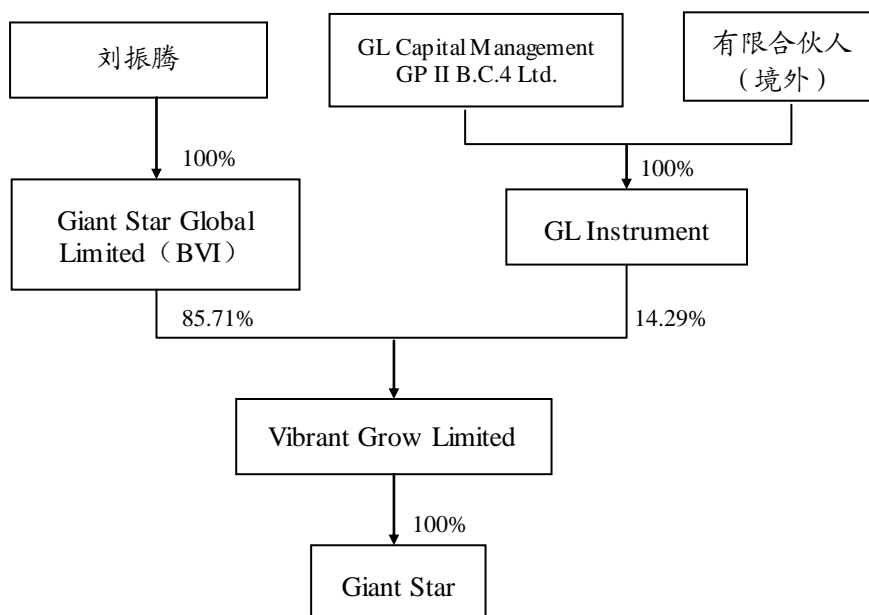 刘振腾
GL Capital Management
GP II B.C.4 Ltd.
有限合伙人
（境外）
100%
100%
Giant Star Global
Limited（BVI）
GL Instrument
85.71%
14.29%
Vibrant Grow Limited
100%
Giant Star